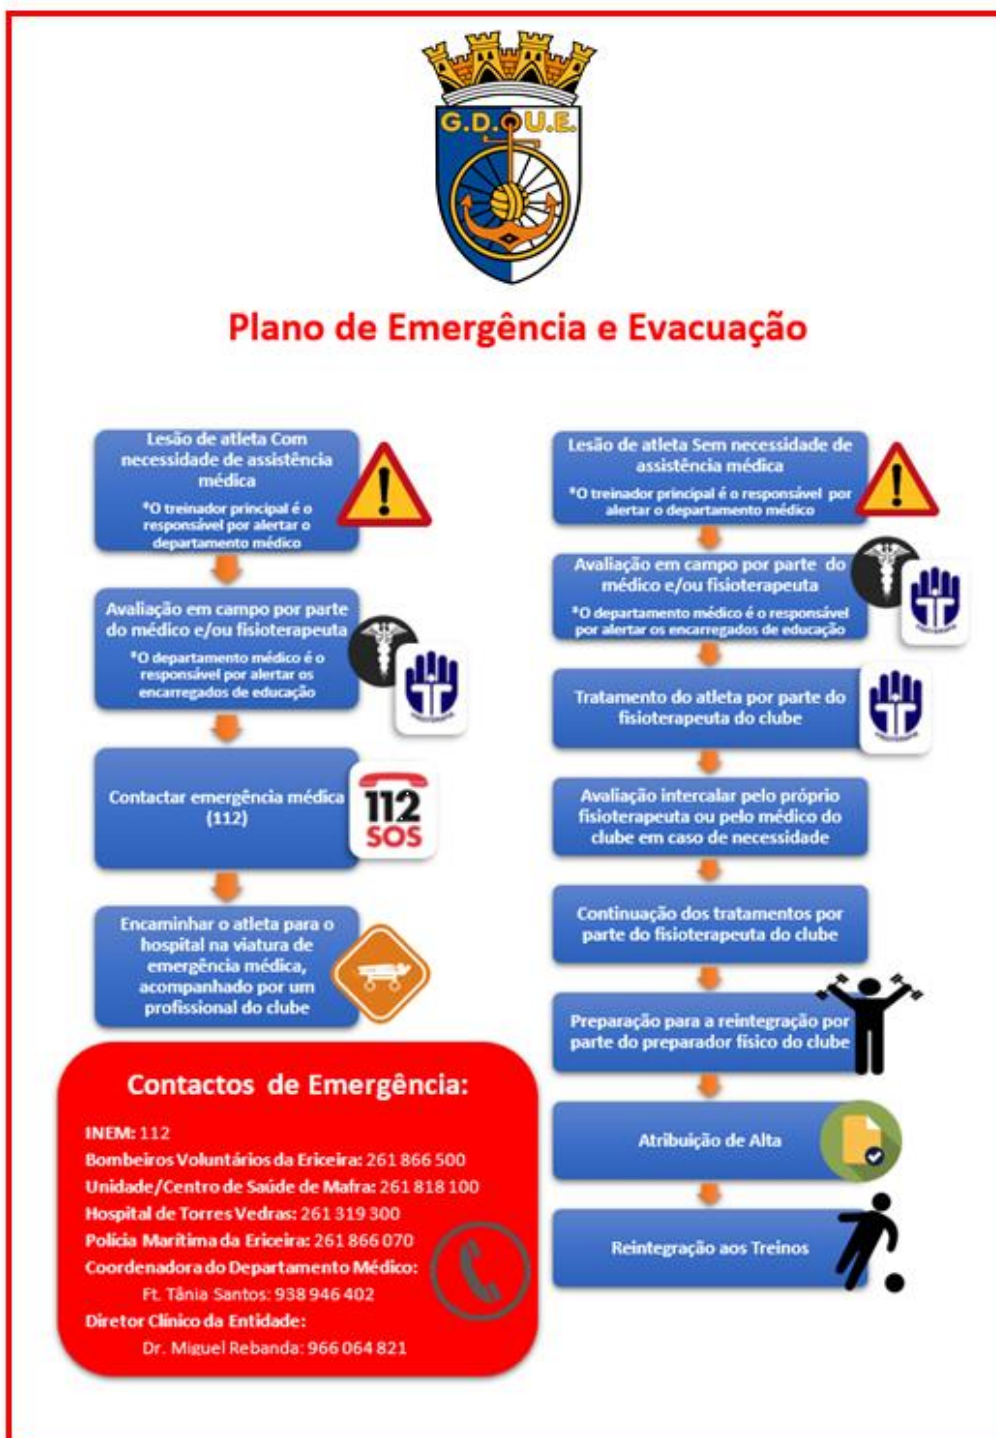 G.D.U.E.
Plano de Emergência e Evacuação
Lesão de atleta Com
necessidade de assistência
médica
*O treinador principal é o
responsável por alertar o
departamento médico
Avaliação em campo por parte
do médico e/ou fisioterapeuta
*O departamento médico é o
responsável por alertar os
encarregados de educação
Contactar emergência médica
(112)
112
SOS
Encaminhar o atleta para o
hospital na viatura de
emergência médica,
acompanhado por um
profissional do clube
Contactos de Emergência:
INEM: 112
Bombeiros Voluntários da Ericeira: 261 866 500
Unidade/Centro de Saúde de Mafra: 261 818 100
Hospital de Torres Vedras: 261 319 300
Polícia Marítima da Ericeira: 261 866 070
Coordenadora do Departamento Médico:
Ft. Tânia Santos: 938 946 402
Diretor Clínico da Entidade:
Dr. Miguel Rebanda: 966 064 821
Lesão de atleta Sem necessidade de
assistência médica
*O treinador principal é o responsável por
alertar o departamento médico
Avaliação em campo por parte do
médico e/ou fisioterapeuta
*O departamento médico é o responsável
por alertar os encarregados de educação
Tratamento do atleta por parte do
fisioterapeuta do clube
Avaliação intercalar pelo próprio
fisioterapeuta ou pelo médico do
clube em caso de necessidade
Continuação dos tratamentos por
parte do fisioterapeuta do clube
Preparação para a reintegração por
parte do preparador físico do clube
Atribuição de Alta
Reintegração aos Treinos